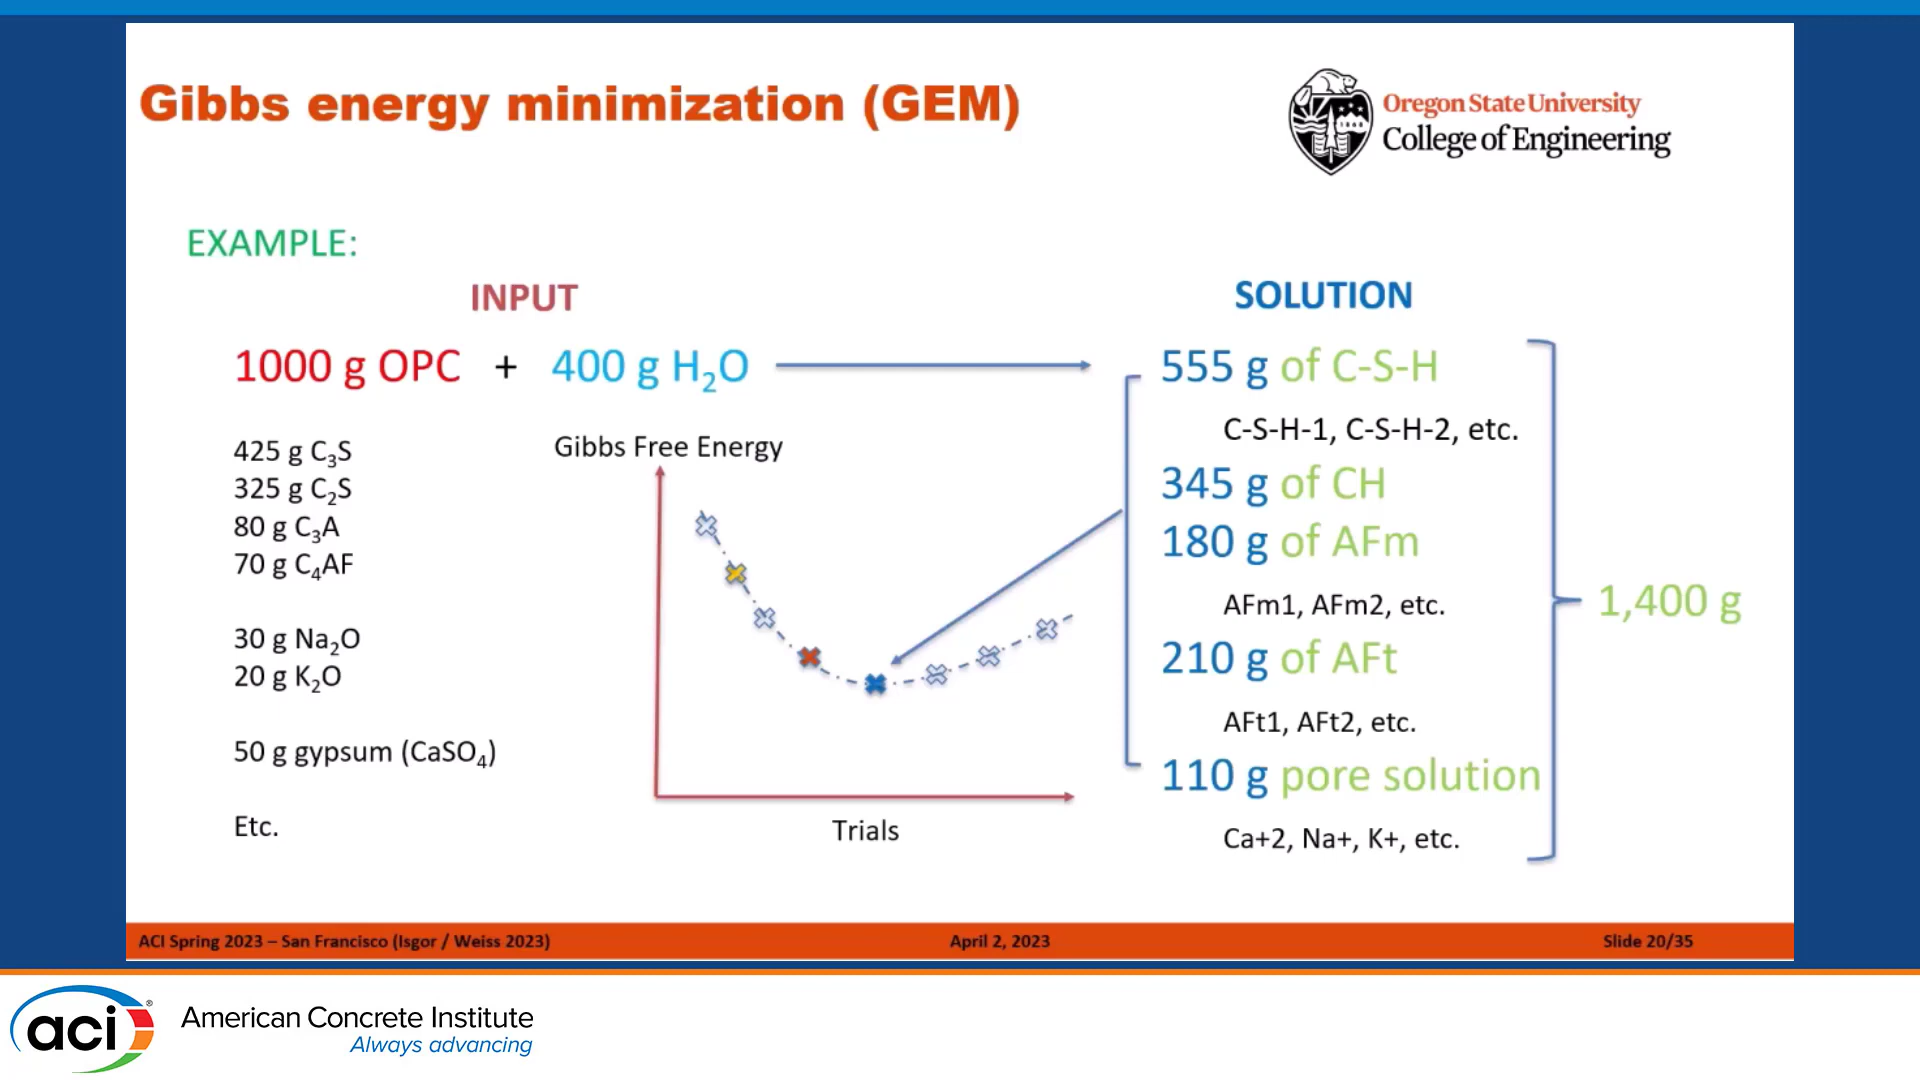 Gibbs energy minimization (GEM)
Oregon State University
College of Engineering
EXAMPLE:
INPUT
1000 g OPC + 400 g H₂O
425 g C₃S
325 g C₂S
80 g C₃A
70 g C₄AF
30 g Na₂O
20 g K₂O
50 g gypsum (CaSO₄)
Etc.
Gibbs Free Energy
Trials
SOLUTION
555 g of C-S-H
C-S-H-1, C-S-H-2, etc.
345 g of CH
180 g of AFm
AFm1, AFm2, etc.
210 g of AFt
AFt1, AFt2, etc.
110 g pore solution
Ca+2, Na+, K+, etc.
1,400 g
ACI Spring 2023 – San Francisco (Isgor / Weiss 2023)
April 2, 2023
Slide 20/35
aci®
American Concrete Institute
Always advancing